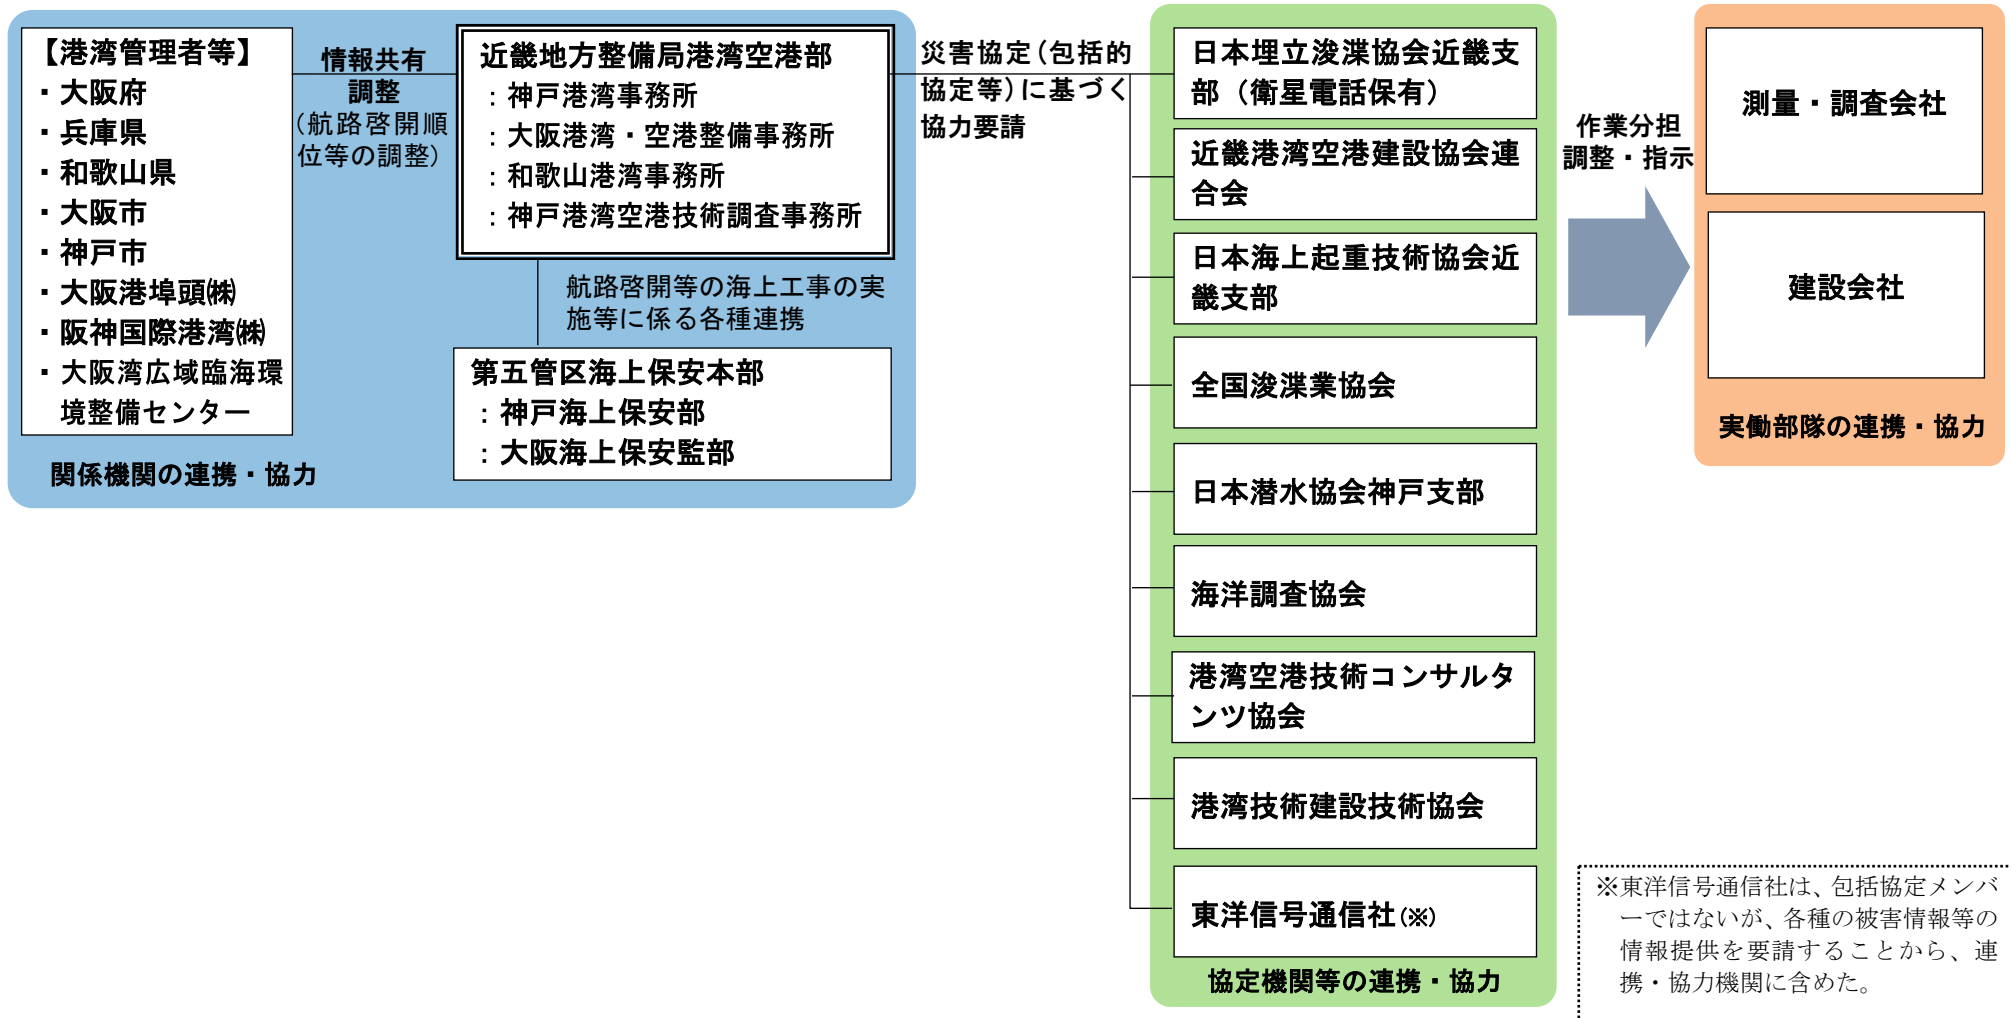 【港湾管理者等】
・大阪府
・兵庫県
・和歌山県
・大阪市
・神戸市
・大阪港埠頭㈱
・阪神国際港湾㈱
・大阪湾広域臨海環
境整備センター
関係機関の連携・協力
情報共有
調整
(航路啓開順
位等の調整)
近畿地方整備局港湾空港部
：神戸港湾事務所
：大阪港湾・空港整備事務所
：和歌山港湾事務所
：神戸港湾空港技術調査事務所
航路啓開等の海上工事の実
施等に係る各種連携
第五管区海上保安本部
：神戸海上保安部
：大阪海上保安監部
災害協定(包括的
協定等)に基づく
協力要請
日本埋立浚渫協会近畿支
部（衛星電話保有）
近畿港湾空港建設協会連
合会
日本海上起重技術協会近
畿支部
全国浚渫業協会
日本潜水協会神戸支部
海洋調査協会
港湾空港技術コンサルタ
ンツ協会
港湾技術建設技術協会
東洋信号通信社(※)
協定機関等の連携・協力
作業分担
調整・指示
測量・調査会社
建設会社
実働部隊の連携・協力
※東洋信号通信社は、包括協定メンバ
ーではないが、各種の被害情報等の
情報提供を要請することから、連
携・協力機関に含めた。